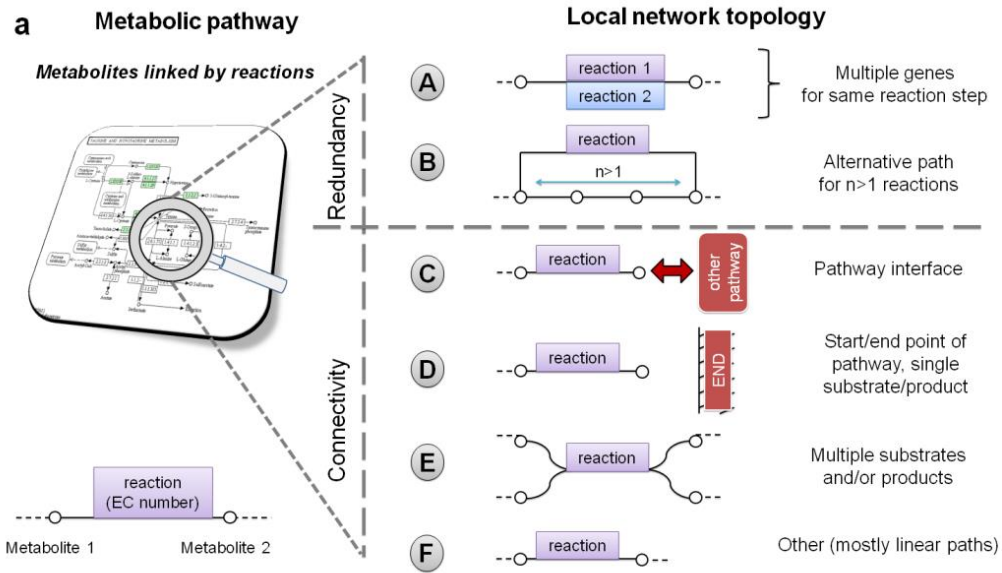 a
Metabolic pathway
Local network topology
Metabolites linked by reactions
Redundancy
Connectivity
A
reaction 1
reaction 2
Multiple genes
for same reaction step
B
reaction
n>1
Alternative path
for n>1 reactions
C
reaction
other
pathway
Pathway interface
D
reaction
END
Start/end point of
pathway, single
substrate/product
E
reaction
Multiple substrates
and/or products
F
reaction
Other (mostly linear paths)
reaction
(EC number)
Metabolite 1
Metabolite 2